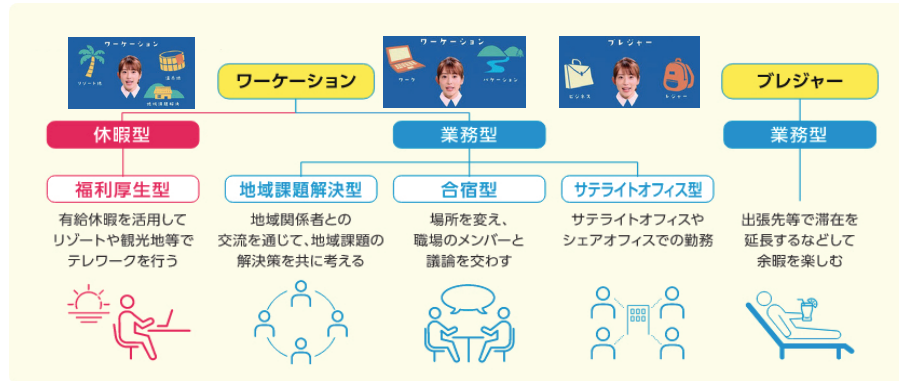 ワーケーション
リゾート地
温泉地
地域課題解決
ワーケーション
ワーケーション
ワーク
バケーション
ブレジャー
ビジネス
レジャー
ブレジャー
休暇型
業務型
業務型
福利厚生型
地域課題解決型
合宿型
サテライトオフィス型
有給休暇を活用して
リゾートや観光地等で
テレワークを行う
地域関係者との
交流を通じて、地域課題の
解決策を共に考える
場所を変え、
職場のメンバーと
議論を交わす
サテライトオフィスや
シェアオフィスでの勤務
出張先等で滞在を
延長するなどして
余暇を楽しむ